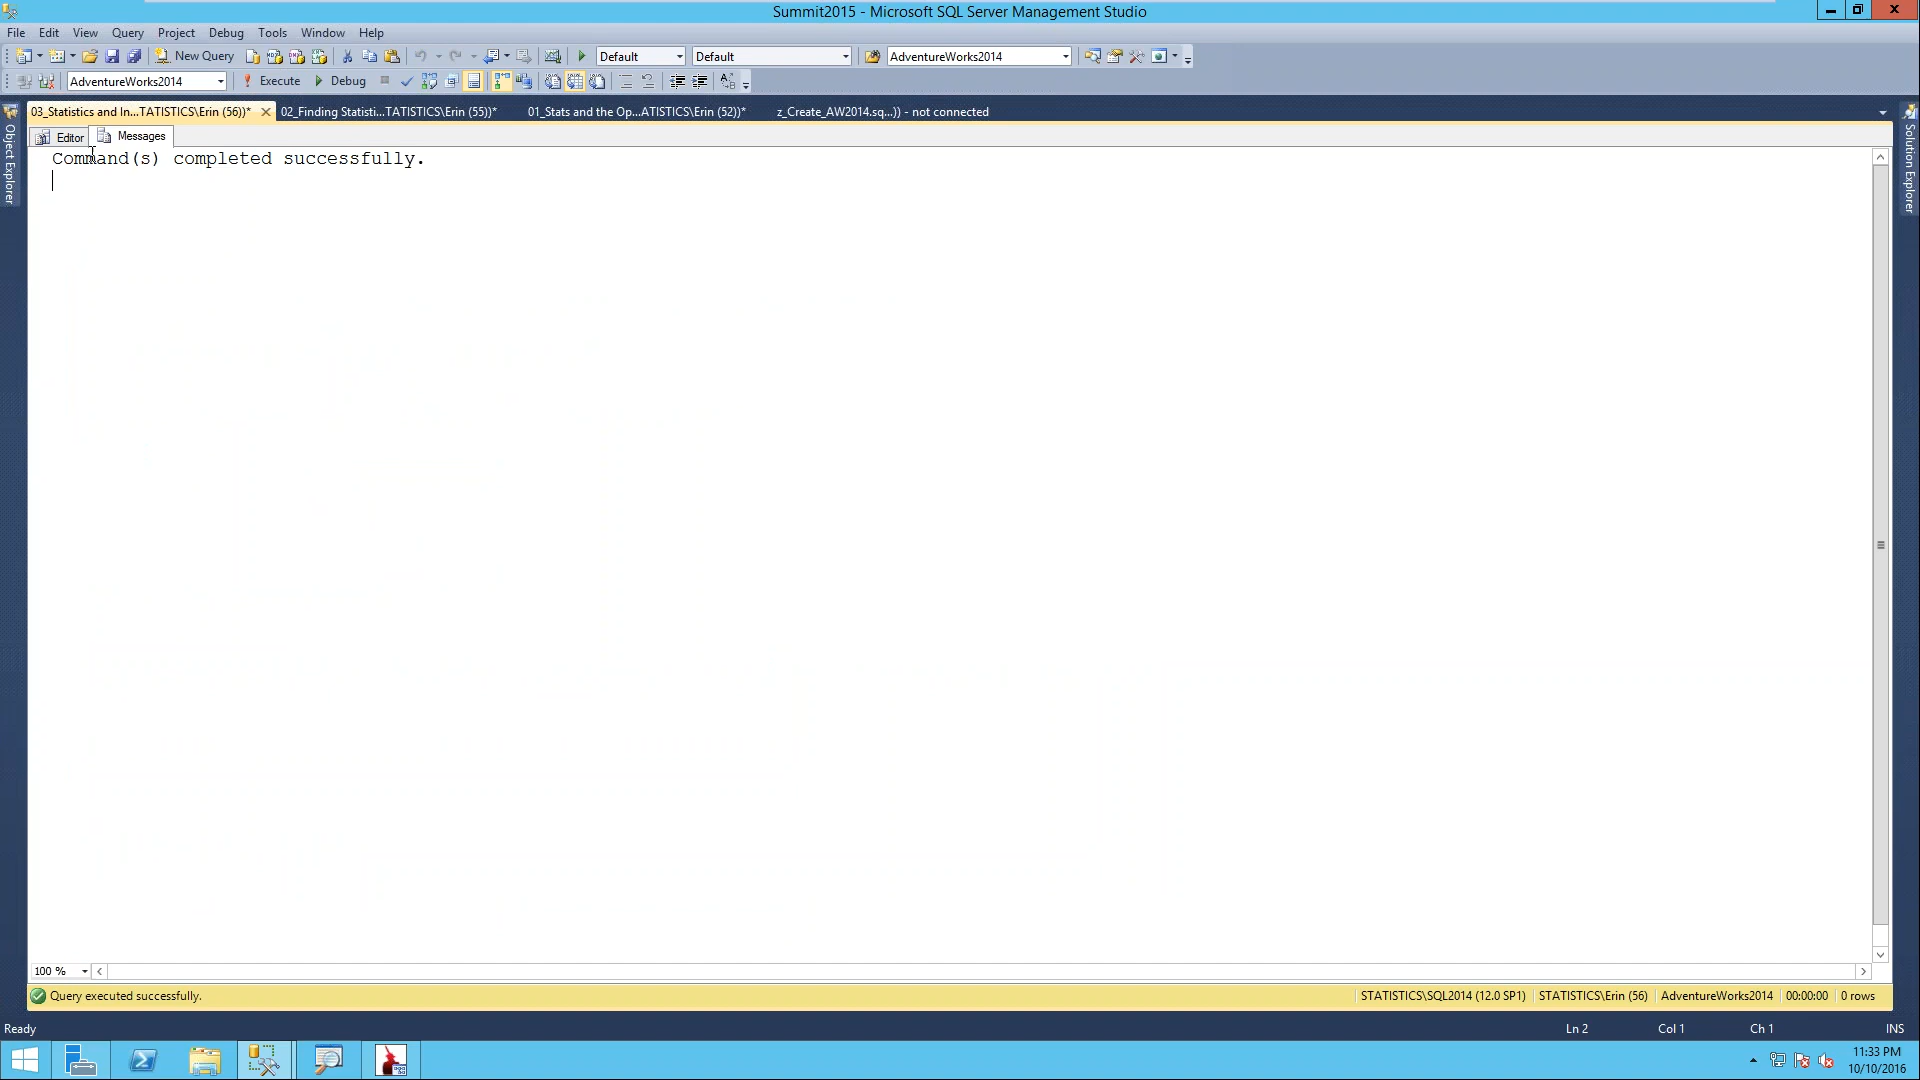 Summit2015 - Microsoft SQL Server Management Studio
File Edit View Query Project Debug Tools Window Help
New Query Default Default AdventureWorks2014
AdventureWorks2014 Execute Debug
03_Statistics and In...TATISTICS\Erin (56))* 02_Finding Statisti...TATISTICS\Erin (55))* 01_Stats and the Op...ATISTICS\Erin (52))* z_Create_AW2014.sq...)) - not connected
Object Explorer
Solution Explorer
Editor Messages
Command(s) completed successfully.
100 %
Query executed successfully. STATISTICS\SQL2014 (12.0 SP1) STATISTICS\Erin (56) AdventureWorks2014 00:00:00 0 rows
Ready Ln 2 Col 1 Ch 1 INS
11:33 PM
10/10/2016